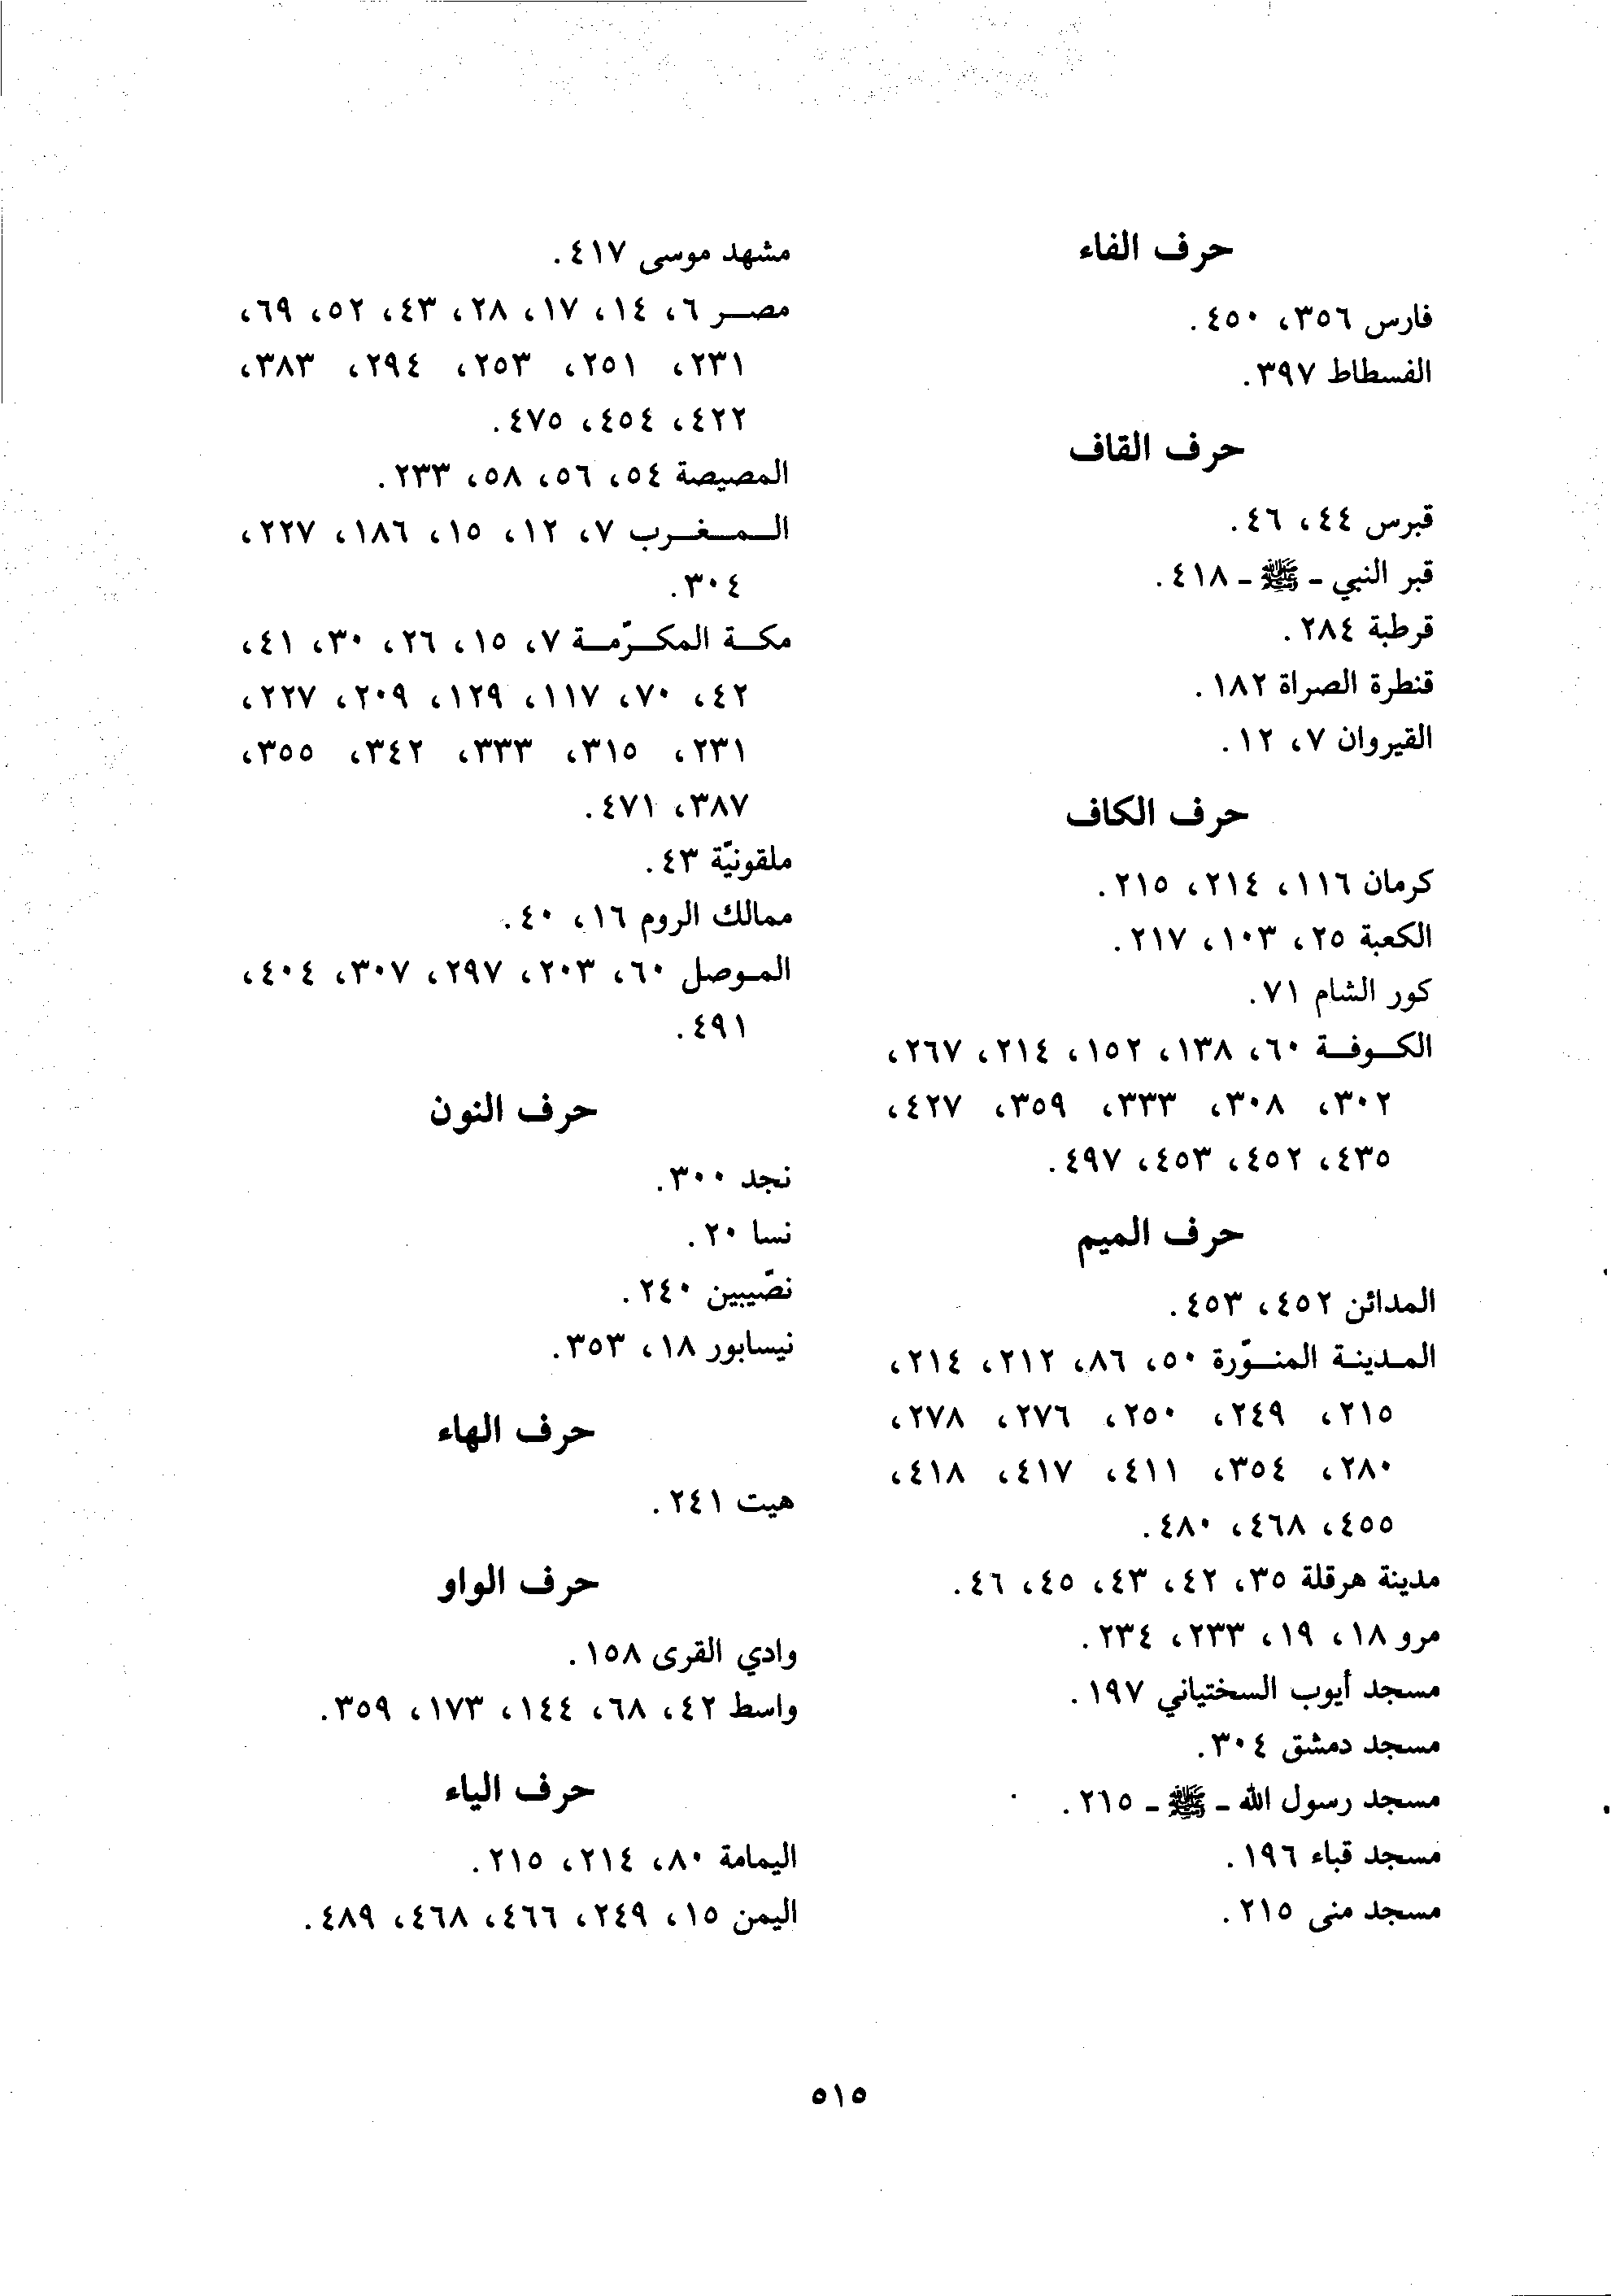 حرف الفاء
فارس ٣٥٦، ٤٥٠.
الفسطاط ٣٩٧.
حرف القاف
قبرس ٤٤، ٤٦.
قبر النبي - ﷺ - ٤١٨.
قرطبة ٢٨٤.
قنطرة الصراة ١٨٢.
القيروان ٧، ١٢.
حرف الكاف
كرمان ١١٦، ٢١٤، ٢١٥.
الكعبة ٢٥، ١٠٣، ٢١٧.
كور الشام ٧١.
الكوفة ٦٠، ١٣٨، ١٥٢، ٢١٤، ٢٦٧،
٣٠٢، ٣٠٨، ٣٣٣، ٣٥٩، ٤٢٧،
٤٣٥، ٤٥٢، ٤٥٣، ٤٩٧.
حرف الميم
المدائن ٤٥٢، ٤٥٣.
المدينة المنوّرة ٥٠، ٨٦، ٢١٢، ٢١٤،
٢١٥، ٢٤٩، ٢٥٠، ٢٧٦، ٢٧٨،
٢٨٠، ٣٥٤، ٤١١، ٤١٧، ٤١٨،
٤٥٥، ٤٦٨، ٤٨٠.
مدينة هرقلة ٣٥، ٤٢، ٤٣، ٤٥، ٤٦.
مرو ١٨، ١٩، ٢٣٣، ٢٣٤.
مسجد أيوب السختياني ١٩٧.
مسجد دمشق ٣٠٤.
مسجد رسول الله - ﷺ - ٢١٥.
مسجد قباء ١٩٦.
مسجد منى ٢١٥.
مشهد موسى ٤١٧.
مصر ٦، ١٤، ١٧، ٢٨، ٤٣، ٥٢، ٦٩،
٢٣١، ٢٥١، ٢٥٣، ٢٩٤، ٣٨٣،
٤٢٢، ٤٥٤، ٤٧٥.
المصيصة ٥٤، ٥٦، ٥٨، ٢٣٣.
المغرب ٧، ١٢، ١٥، ١٨٦، ٢٢٧،
٣٠٤.
مكة المكرّمة ٧، ١٥، ٢٦، ٣٠، ٤١،
٤٢، ٧٠، ١١٧، ١٢٩، ٢٠٩، ٢٢٧،
٢٣١، ٣١٥، ٣٣٣، ٣٤٢، ٣٥٥،
٣٨٧، ٤٧١.
ملقونيّة ٤٣.
ممالك الروم ١٦، ٤٠.
الموصل ٦٠، ٢٠٣، ٢٩٧، ٣٠٧، ٤٠٤،
٤٩١.
حرف النون
نجد ٣٠٠.
نسا ٢٠.
نصّيبين ٢٤٠.
نيسابور ١٨، ٣٥٣.
حرف الهاء
هيت ٢٤١.
حرف الواو
وادي القرى ١٥٨.
واسط ٤٢، ٦٨، ١٤٤، ١٧٣، ٣٥٩.
حرف الياء
اليمامة ٨٠، ٢١٤، ٢١٥.
اليمن ١٥، ٢٤٩، ٤٦٦، ٤٦٨، ٤٨٩.
٥١٥